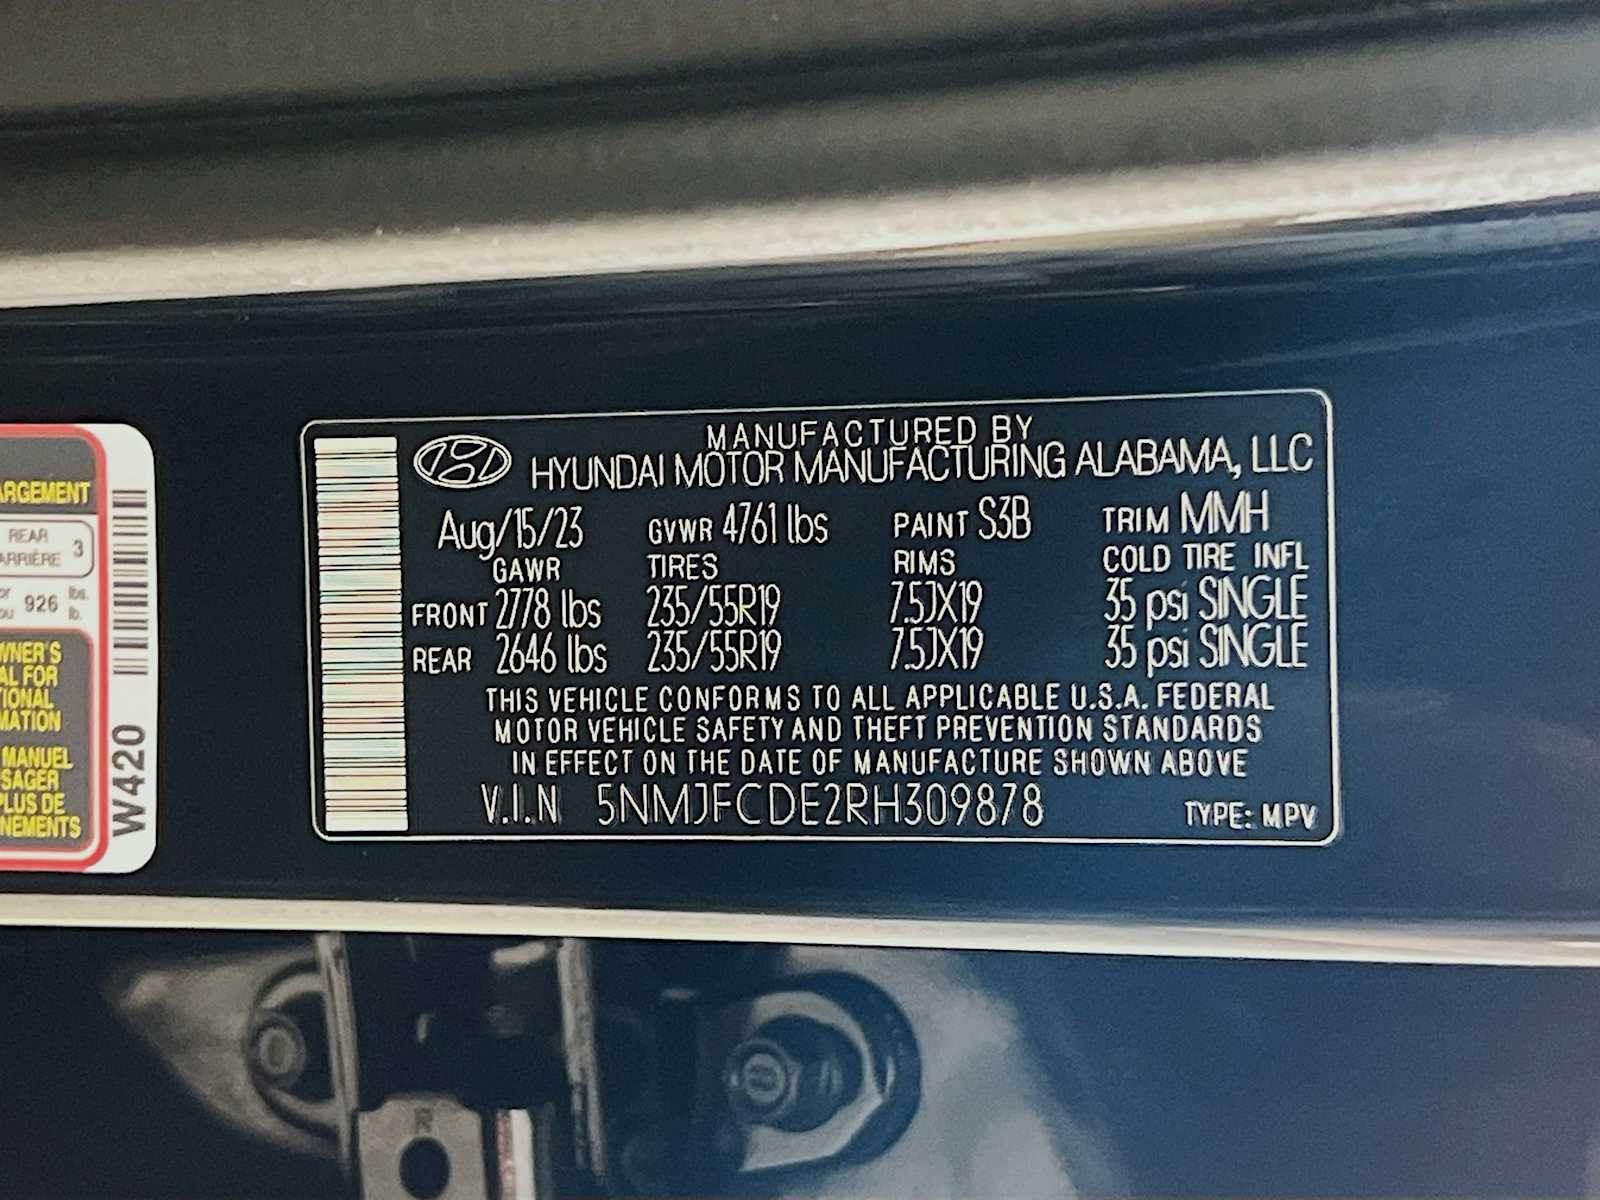 ARGEMENT
REAR
ARRIÈRE 3
or
ou 926 lbs.
lb.
WNER'S
AL FOR
TIONAL
MATION
MANUEL
SAGER
PLUS DE
NEMENTS
W420
MANUFACTURED BY
HYUNDAI MOTOR MANUFACTURING ALABAMA, LLC
Aug/15/23 GVWR 4761 lbs PAINT S3B TRIM MMH
GAWR TIRES RIMS COLD TIRE INFL
FRONT 2778 lbs 235/55R19 7.5JX19 35 psi SINGLE
REAR 2646 lbs 235/55R19 7.5JX19 35 psi SINGLE
THIS VEHICLE CONFORMS TO ALL APPLICABLE U.S.A. FEDERAL
MOTOR VEHICLE SAFETY AND THEFT PREVENTION STANDARDS
IN EFFECT ON THE DATE OF MANUFACTURE SHOWN ABOVE
V.I.N 5NMJFCDE2RH309878 TYPE: MPV
R